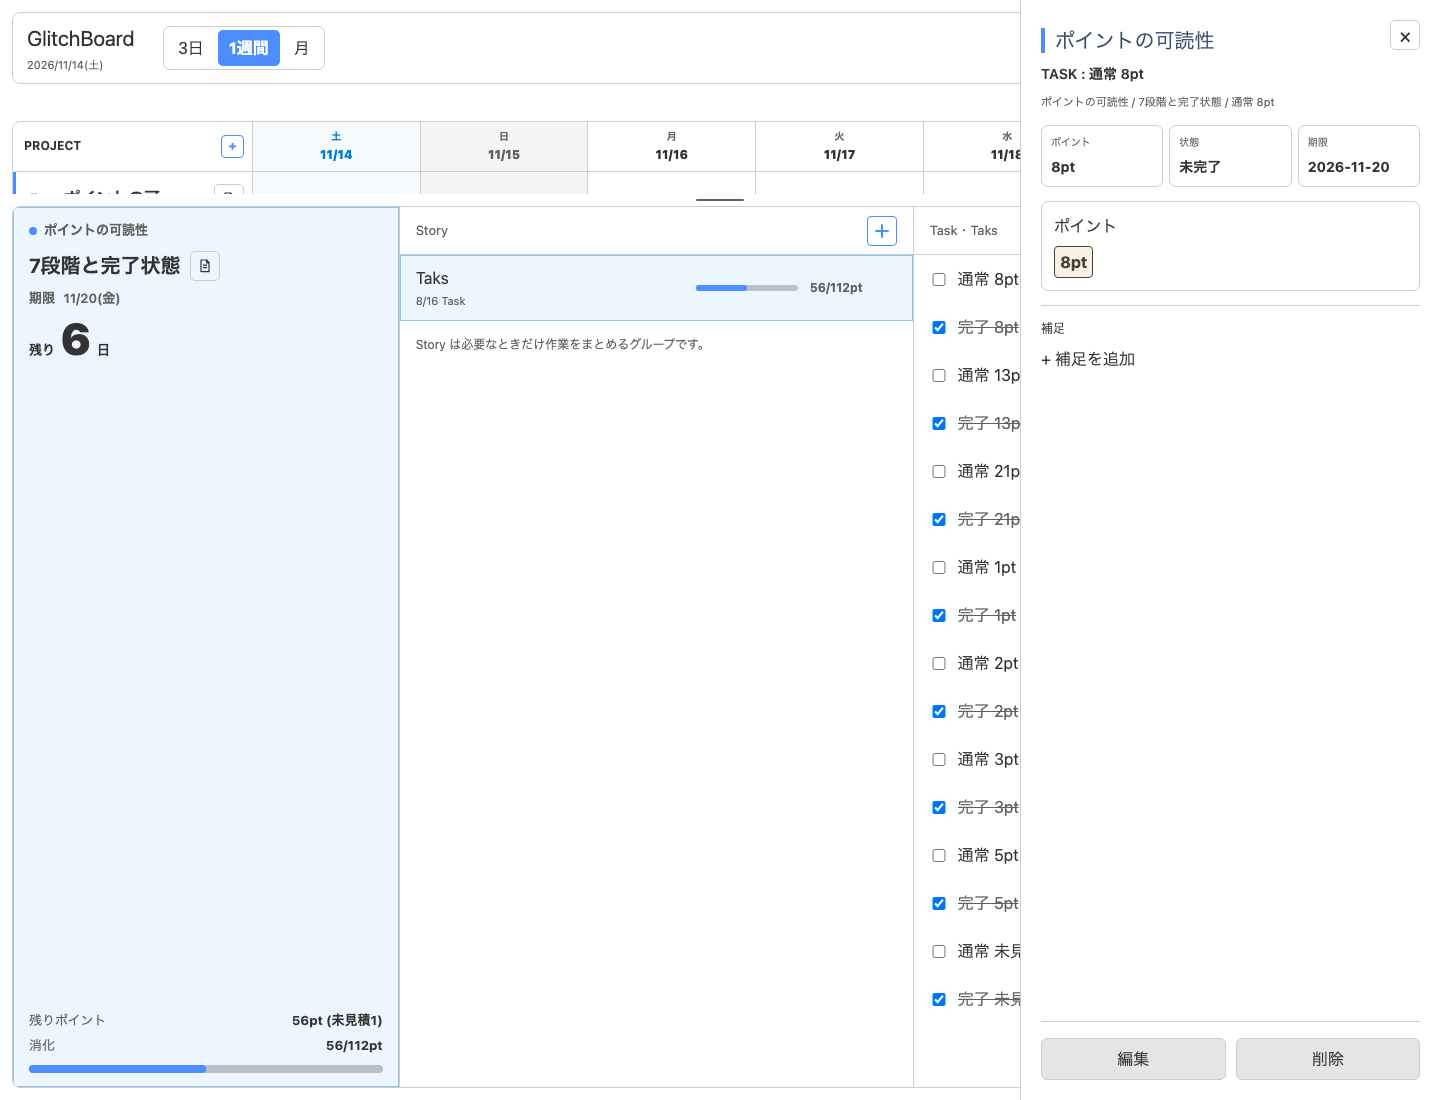 GlitchBoard
2026/11/14(土)
3日 1週間 月
PROJECT +
土 11/14
日 11/15
月 11/16
火 11/17
水
ポイントの可読性
7段階と完了状態
期限 11/20(金)
残り 6 日
残りポイント 56pt (未見積1)
消化 56/112pt
Story +
Taks
8/16 Task
56/112pt
Story は必要なときだけ作業をまとめるグループです。
Task・Taks
通常 8pt
完了 8pt
通常 13p
完了 13p
通常 21p
完了 21p
通常 1pt
完了 1pt
通常 2pt
完了 2pt
通常 3pt
完了 3pt
通常 5pt
完了 5pt
通常 未見
完了 未見
ポイントの可読性
×
TASK : 通常 8pt
ポイントの可読性 / 7段階と完了状態 / 通常 8pt
ポイント
8pt
状態
未完了
期限
2026-11-20
ポイント
8pt
補足
+ 補足を追加
編集 削除